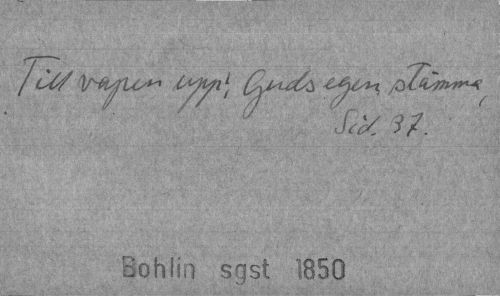 Till vapen upp! Guds egen stämma,
Sid. 37.
Bohlin sgst 1850